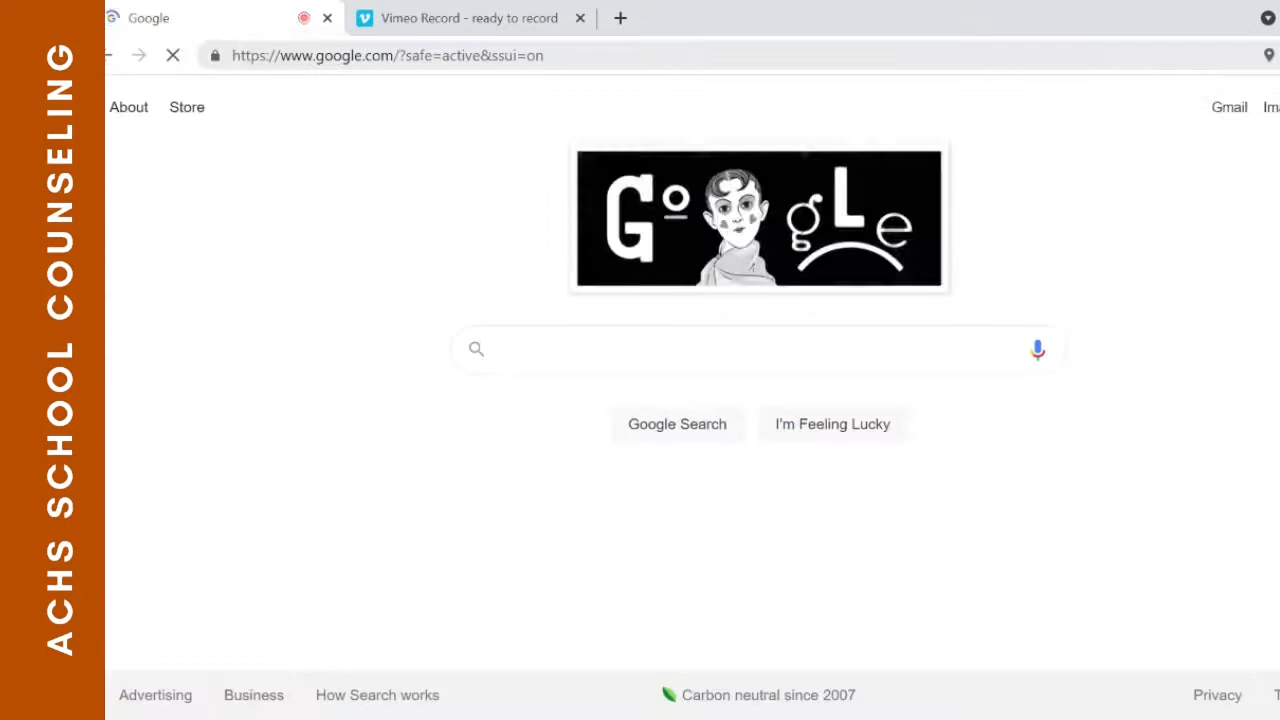 ACHS SCHOOL COUNSELING
Google
Vimeo Record - ready to record
https://www.google.com/?safe=active&ssui=on
About Store
Gmail
Google
Google Search I'm Feeling Lucky
Advertising Business How Search works Carbon neutral since 2007 Privacy